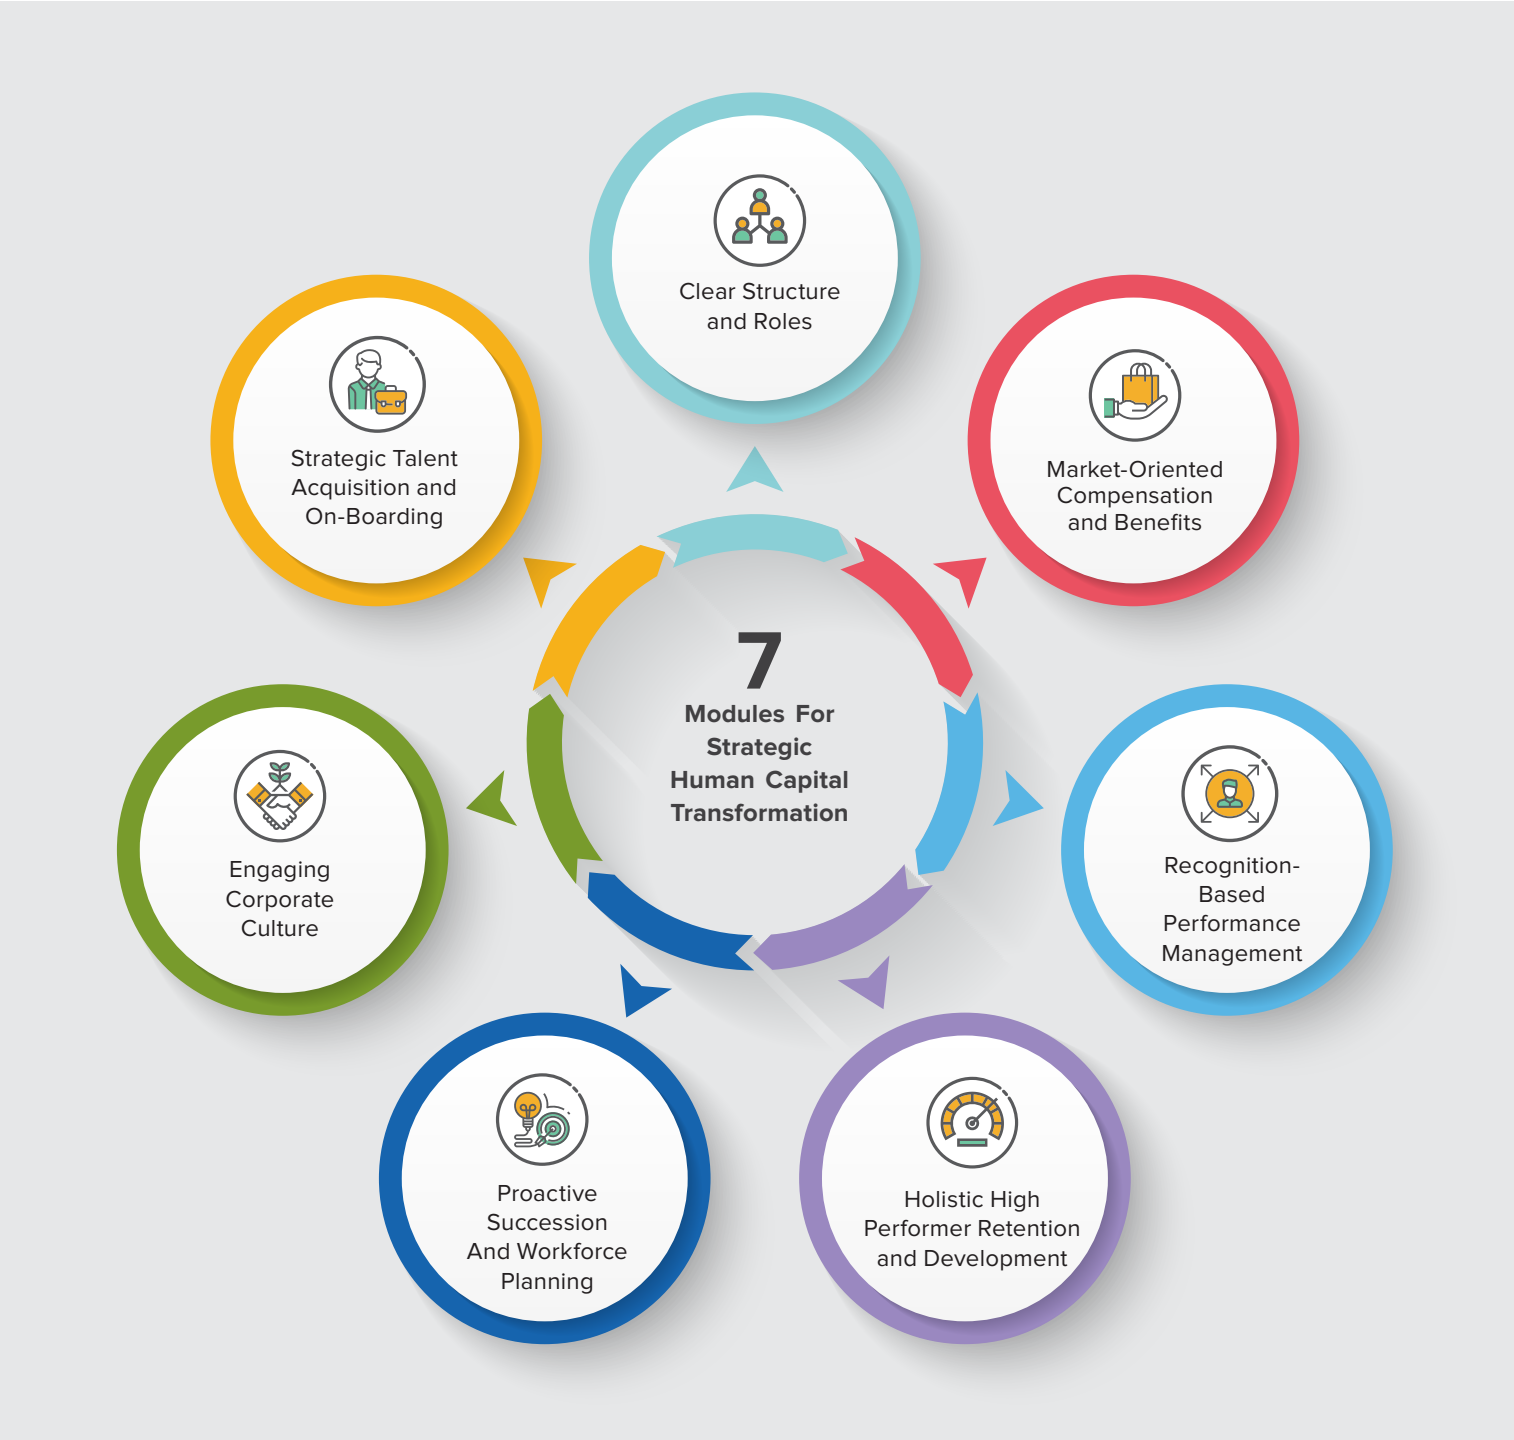 Clear Structure
and Roles
Strategic Talent
Acquisition and
On-Boarding
Market-Oriented
Compensation
and Benefits
7
Modules For
Strategic
Human Capital
Transformation
Engaging
Corporate
Culture
Recognition-
Based
Performance
Management
Proactive
Succession
And Workforce
Planning
Holistic High
Performer Retention
and Development